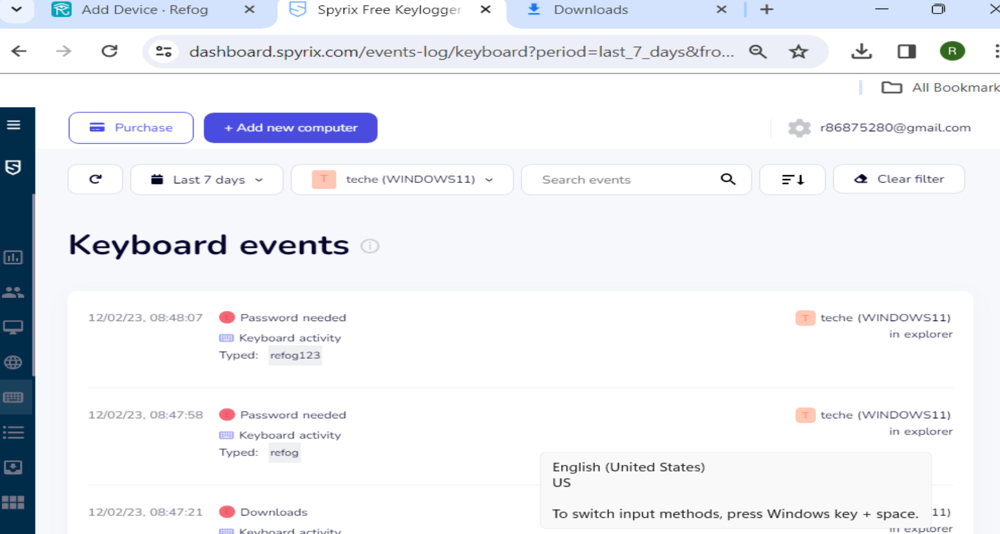 Add Device · Refog
Spyrix Free Keylogger
Downloads
dashboard.spyrix.com/events-log/keyboard?period=last_7_days&fro...
R
All Bookmark
Purchase
+ Add new computer
r86875280@gmail.com
Last 7 days
T teche (WINDOWS11)
Search events
Clear filter
Keyboard events
12/02/23, 08:48:07
E Password needed
T teche (WINDOWS11)
in explorer
Keyboard activity
Typed: refog123
12/02/23, 08:47:58
E Password needed
T teche (WINDOWS11)
in explorer
Keyboard activity
Typed: refog
English (United States)
US
To switch input methods, press Windows key + space.
12/02/23, 08:47:21
E Downloads
11)
in explorer
Keyboard activity